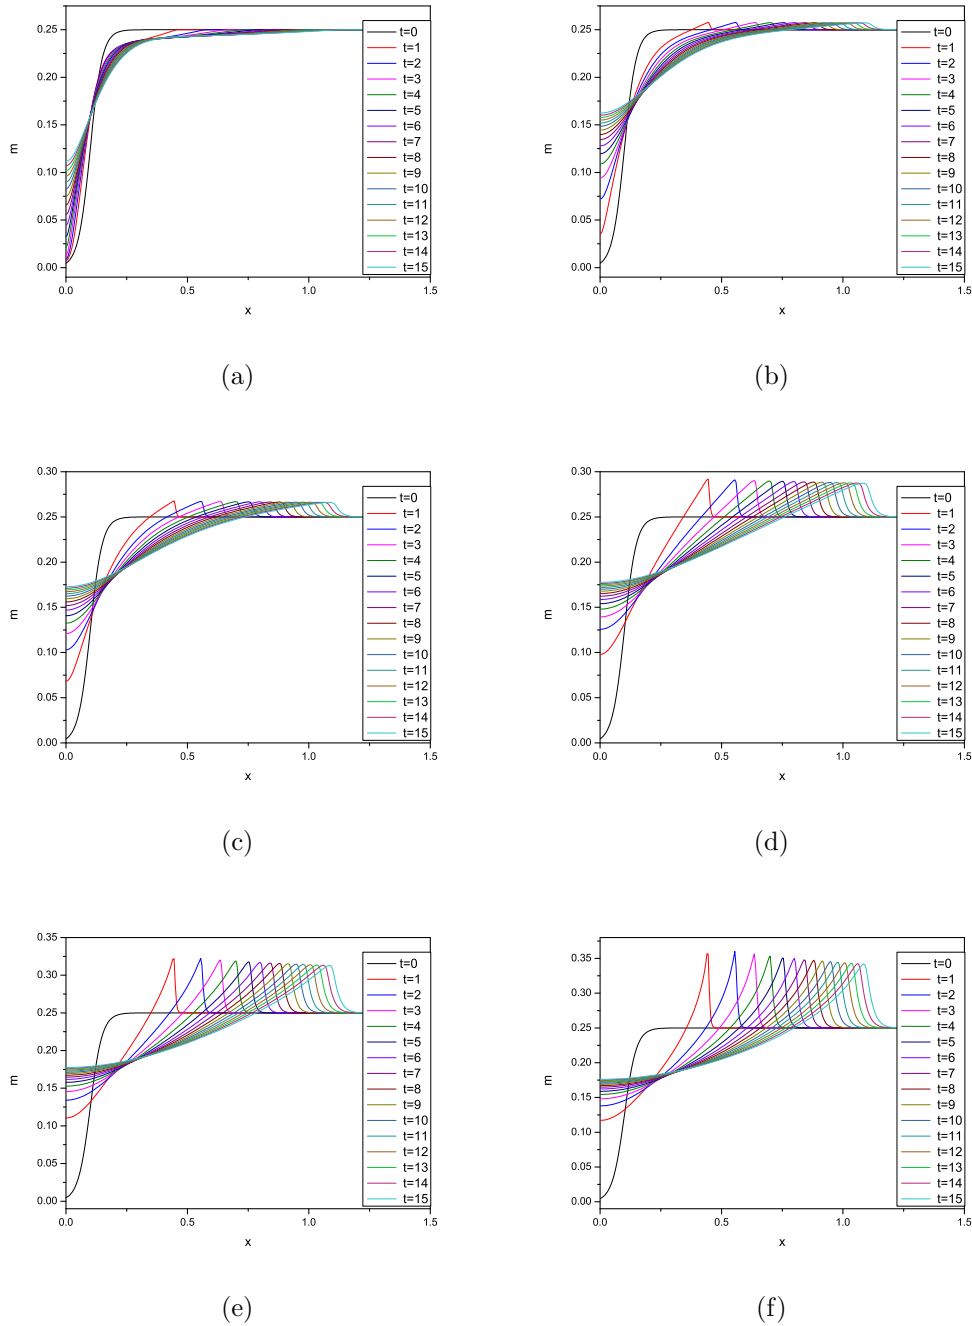 0.25
0.20
0.15
0.10
0.05
0.00
m
0.0
0.5
1.0
1.5
x
t=0
t=1
t=2
t=3
t=4
t=5
t=6
t=7
t=8
t=9
t=10
t=11
t=12
t=13
t=14
t=15
(a)
0.25
0.20
0.15
0.10
0.05
0.00
m
0.0
0.5
1.0
1.5
x
t=0
t=1
t=2
t=3
t=4
t=5
t=6
t=7
t=8
t=9
t=10
t=11
t=12
t=13
t=14
t=15
(b)
0.30
0.25
0.20
0.15
0.10
0.05
0.00
m
0.0
0.5
1.0
1.5
x
t=0
t=1
t=2
t=3
t=4
t=5
t=6
t=7
t=8
t=9
t=10
t=11
t=12
t=13
t=14
t=15
(c)
0.30
0.25
0.20
0.15
0.10
0.05
0.00
m
0.0
0.5
1.0
1.5
x
t=0
t=1
t=2
t=3
t=4
t=5
t=6
t=7
t=8
t=9
t=10
t=11
t=12
t=13
t=14
t=15
(d)
0.35
0.30
0.25
0.20
0.15
0.10
0.05
0.00
m
0.0
0.5
1.0
1.5
x
t=0
t=1
t=2
t=3
t=4
t=5
t=6
t=7
t=8
t=9
t=10
t=11
t=12
t=13
t=14
t=15
(e)
0.35
0.30
0.25
0.20
0.15
0.10
0.05
0.00
m
0.0
0.5
1.0
1.5
x
t=0
t=1
t=2
t=3
t=4
t=5
t=6
t=7
t=8
t=9
t=10
t=11
t=12
t=13
t=14
t=15
(f)